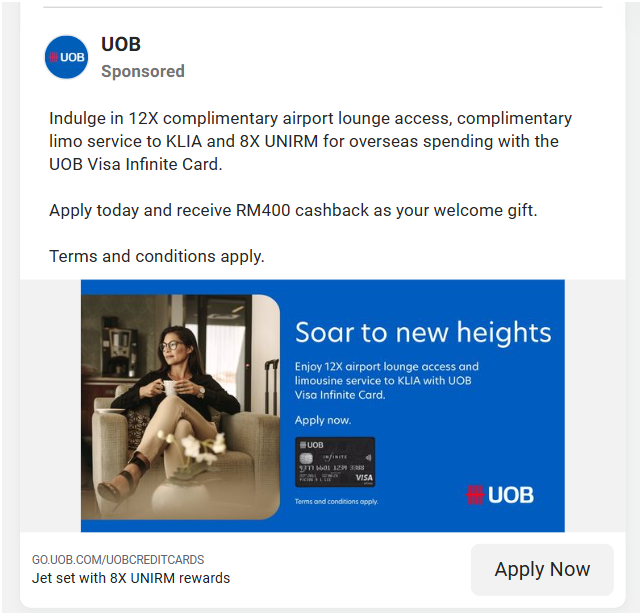 UOB
UOB
Sponsored
Indulge in 12X complimentary airport lounge access, complimentary
limo service to KLIA and 8X UNIRM for overseas spending with the
UOB Visa Infinite Card.
Apply today and receive RM400 cashback as your welcome gift.
Terms and conditions apply.
Soar to new heights
Enjoy 12X airport lounge access and
limousine service to KLIA with UOB
Visa Infinite Card.
Apply now.
UOB
INFINITE
VISA
Terms and conditions apply.
UOB
GO.UOB.COM/UOBCREDITCARDS
Jet set with 8X UNIRM rewards
Apply Now